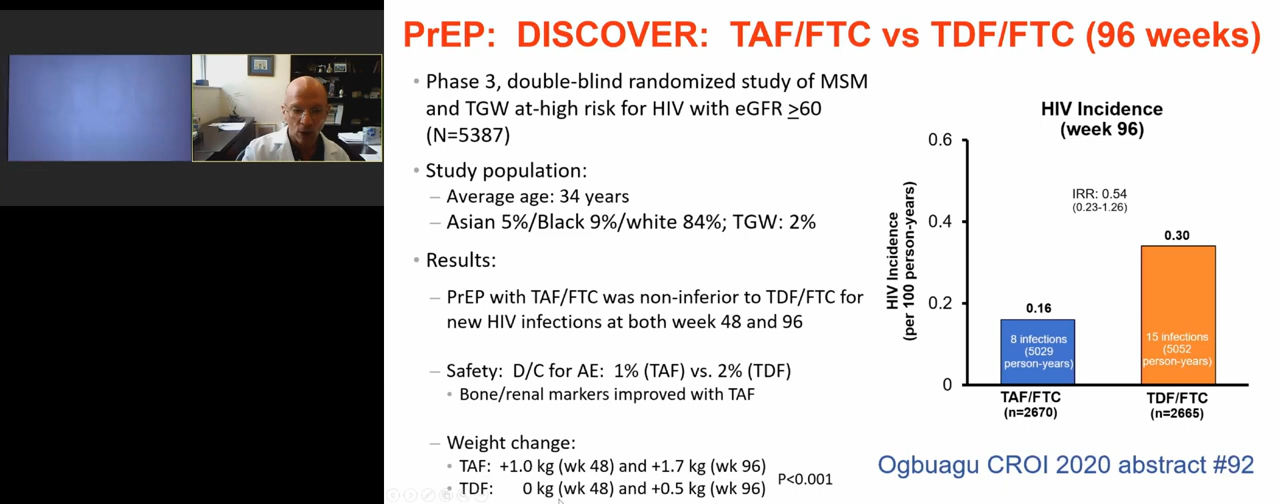 PrEP: DISCOVER: TAF/FTC vs TDF/FTC (96 weeks)
• Phase 3, double-blind randomized study of MSM
and TGW at-high risk for HIV with eGFR ≥60
(N=5387)
• Study population:
– Average age: 34 years
– Asian 5%/Black 9%/white 84%; TGW: 2%
• Results:
– PrEP with TAF/FTC was non-inferior to TDF/FTC for
new HIV infections at both week 48 and 96
– Safety: D/C for AE: 1% (TAF) vs. 2% (TDF)
• Bone/renal markers improved with TAF
– Weight change:
• TAF: +1.0 kg (wk 48) and +1.7 kg (wk 96)
• TDF: 0 kg (wk 48) and +0.5 kg (wk 96)
P<0.001
HIV Incidence
(week 96)
HIV Incidence
(per 100 person-years)
0.6
0.4
0.2
0
IRR: 0.54
(0.23-1.26)
0.16
0.30
8 infections
(5029
person-years)
15 infections
(5052
person-years)
TAF/FTC
(n=2670)
TDF/FTC
(n=2665)
Ogbuagu CROI 2020 abstract #92